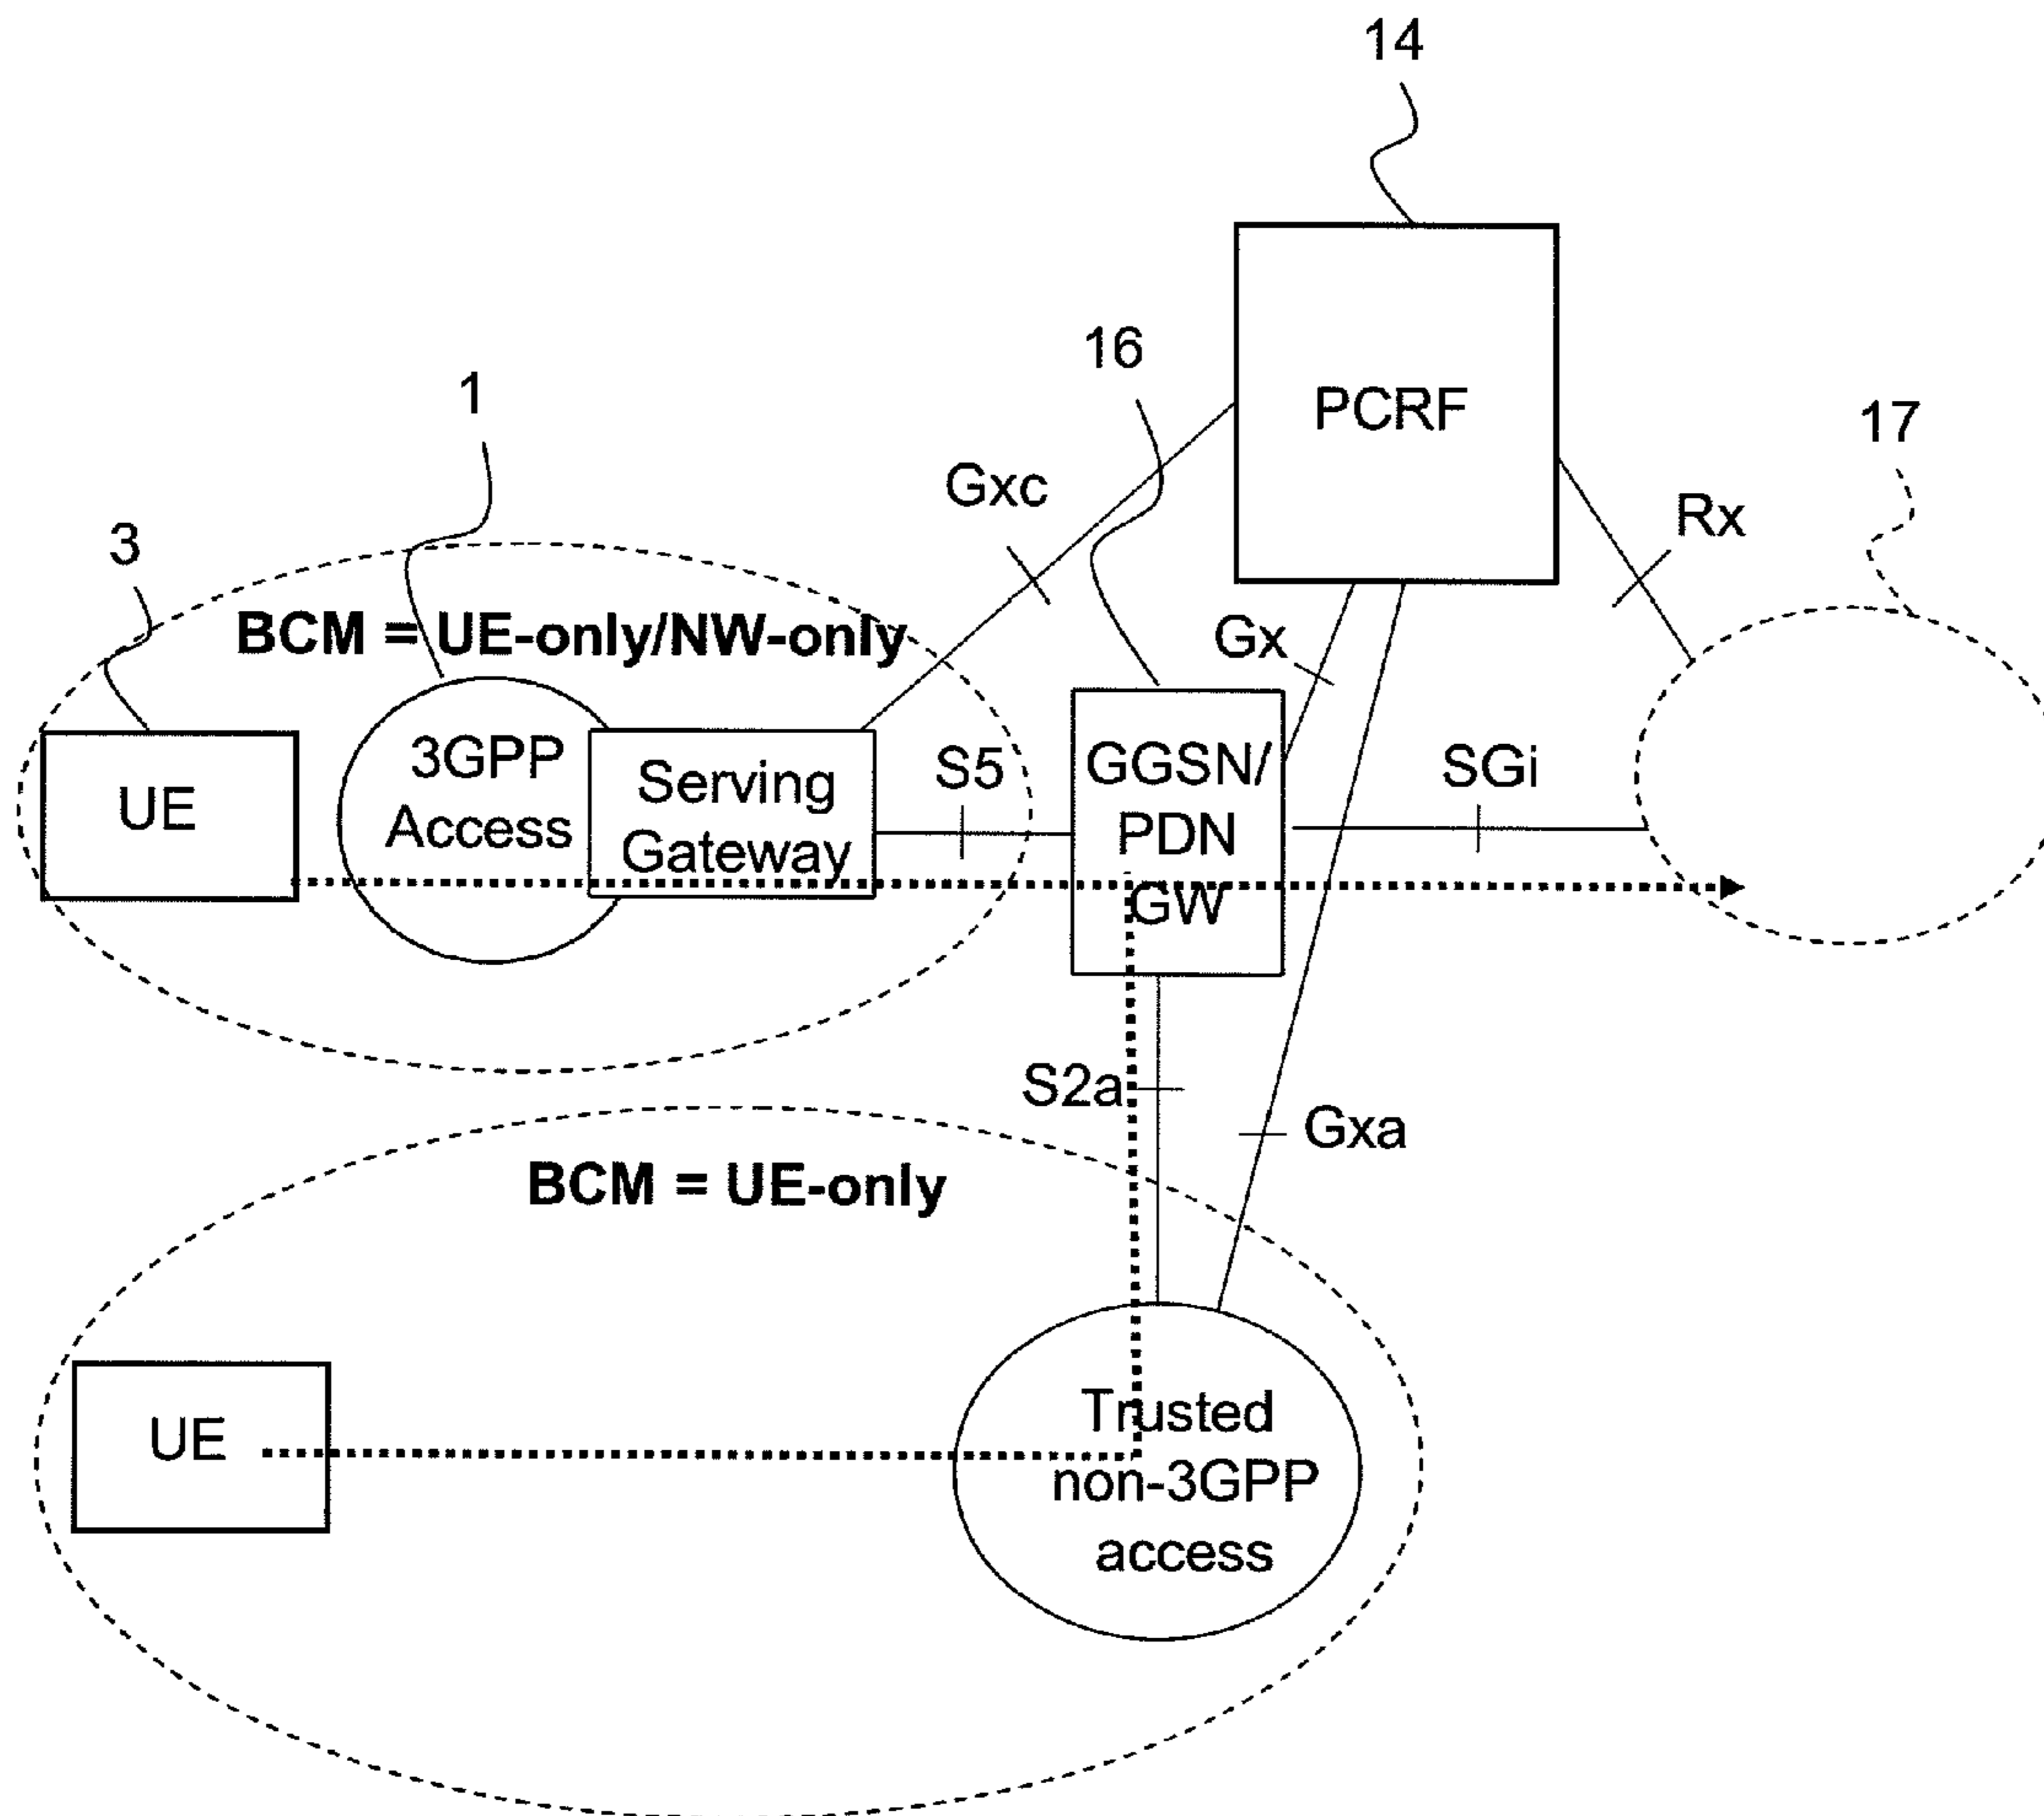 14
16
1
17
PCRF
Gxc
3
Rx
BCM = UE-only/NW-only
Gx
3GPP
Access
Serving
Gateway
S5
GGSN/
PDN
GW
SGi
UE
S2a
Gxa
BCM = UE-only
UE
Trusted
non-3GPP
access